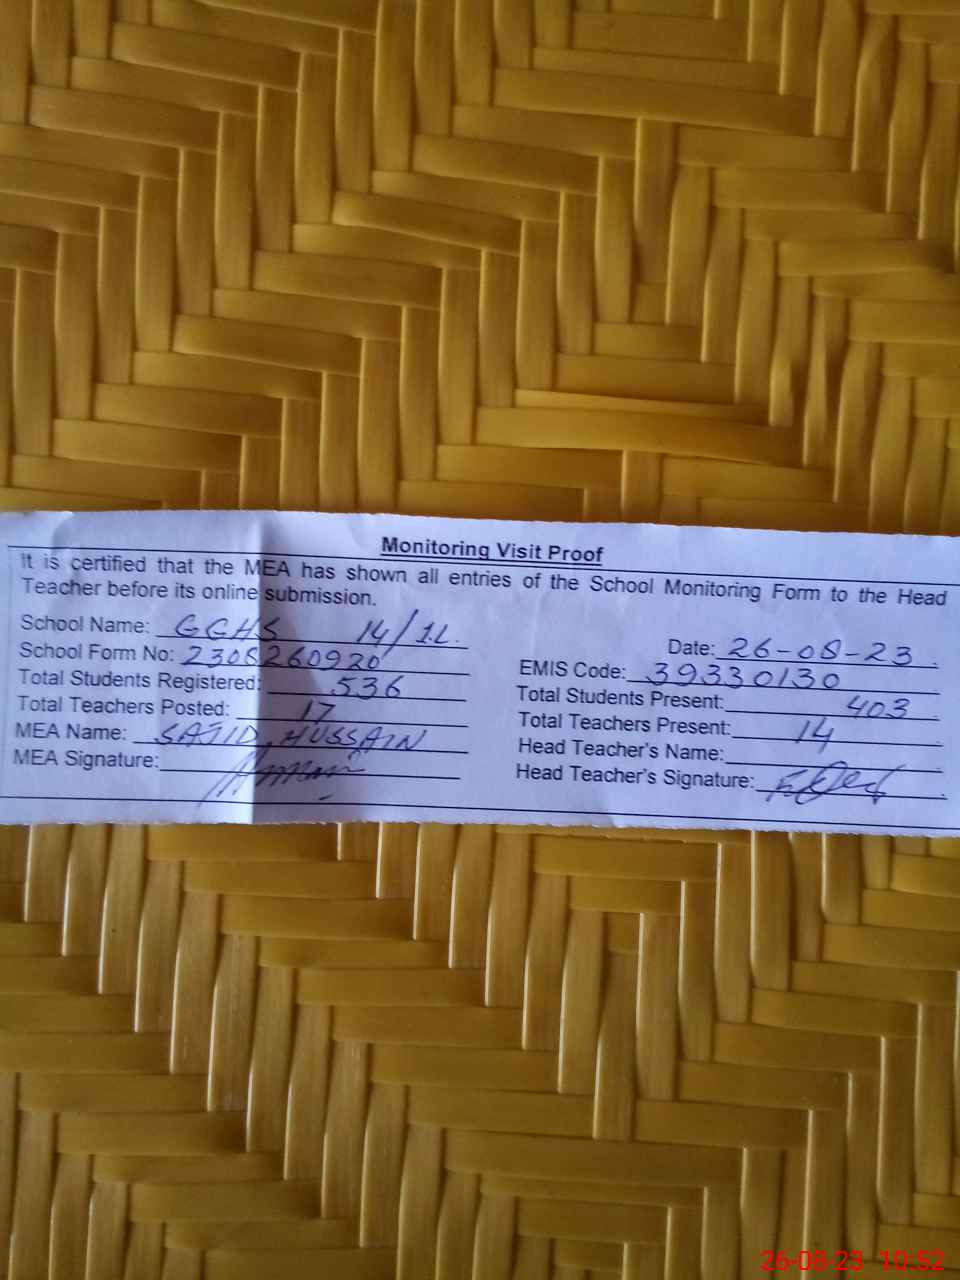 Monitoring Visit Proof
It is certified that the MEA has shown all entries of the School Monitoring Form to the Head
Teacher before its online submission.
School Name: GGHS 14/1.L.
Date: 26-08-23
School Form No: 2308260920
EMIS Code: 39330130
Total Students Registered: 536
Total Students Present: 403
Total Teachers Posted: 17
Total Teachers Present: 14
MEA Name: SAJID HUSSAIN
Head Teacher's Name:
MEA Signature:
Head Teacher's Signature:
26-08-23 10:52